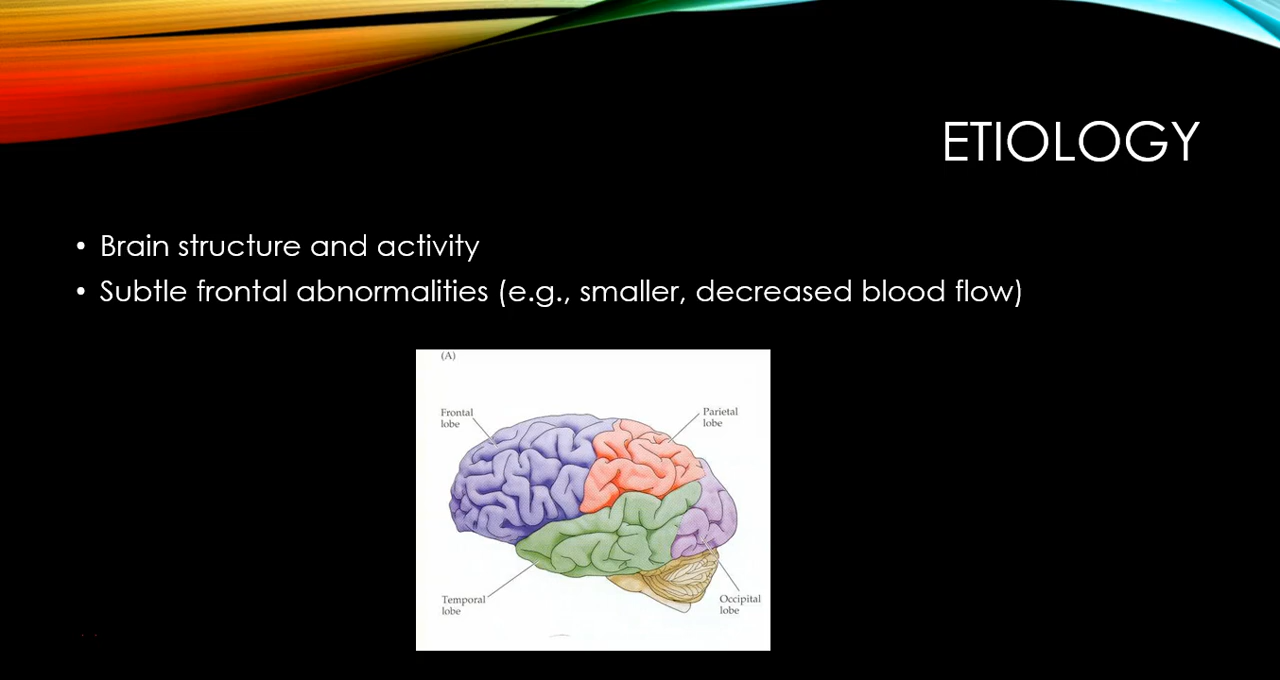 ETIOLOGY
• Brain structure and activity
• Subtle frontal abnormalities (e.g., smaller, decreased blood flow)
(A)
Frontal
lobe
Parietal
lobe
Temporal
lobe
Occipital
lobe